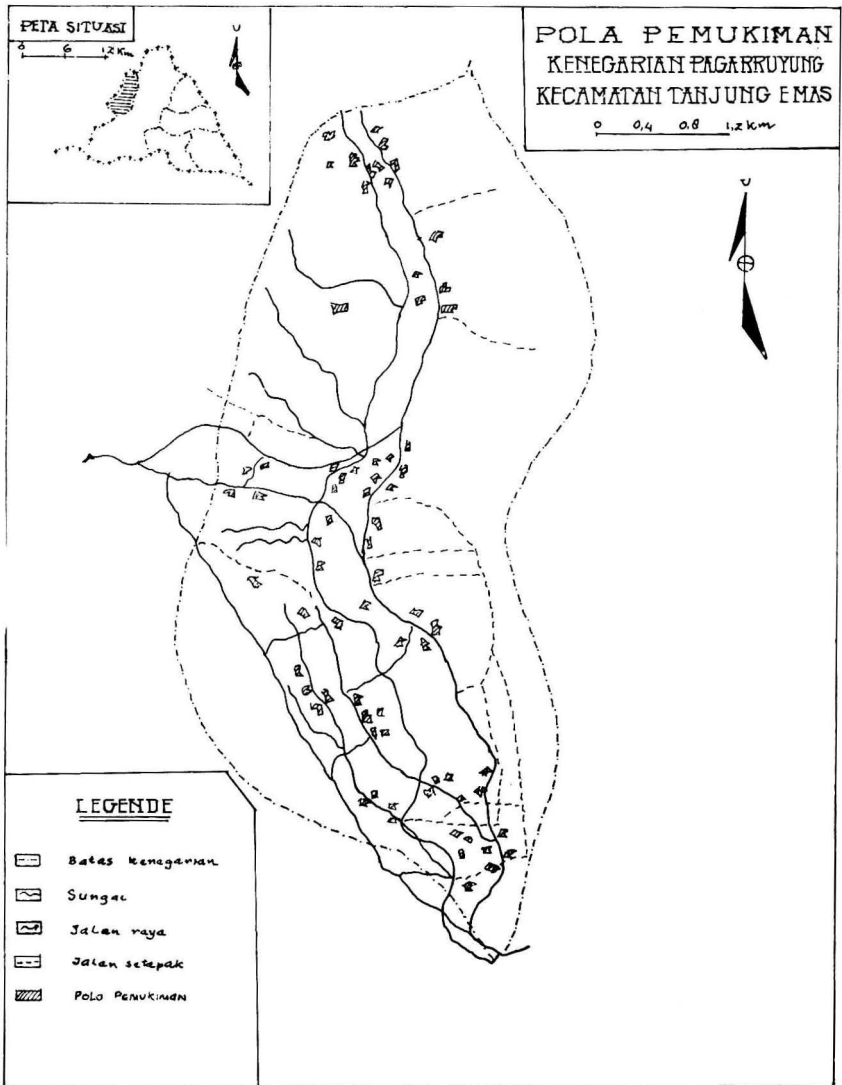 PETA SITUASI
0 6 12 Km
U
POLA PEMUKIMAN
KENEGARIAN PAGARRUYUNG
KECAMATAN TANJUNG EMAS
0 0,4 0,8 1,2 km
U
LEGENDE
Batas kenegarian
Sungai
Jalan raya
Jalan setapak
POLO PEMUKIMAN